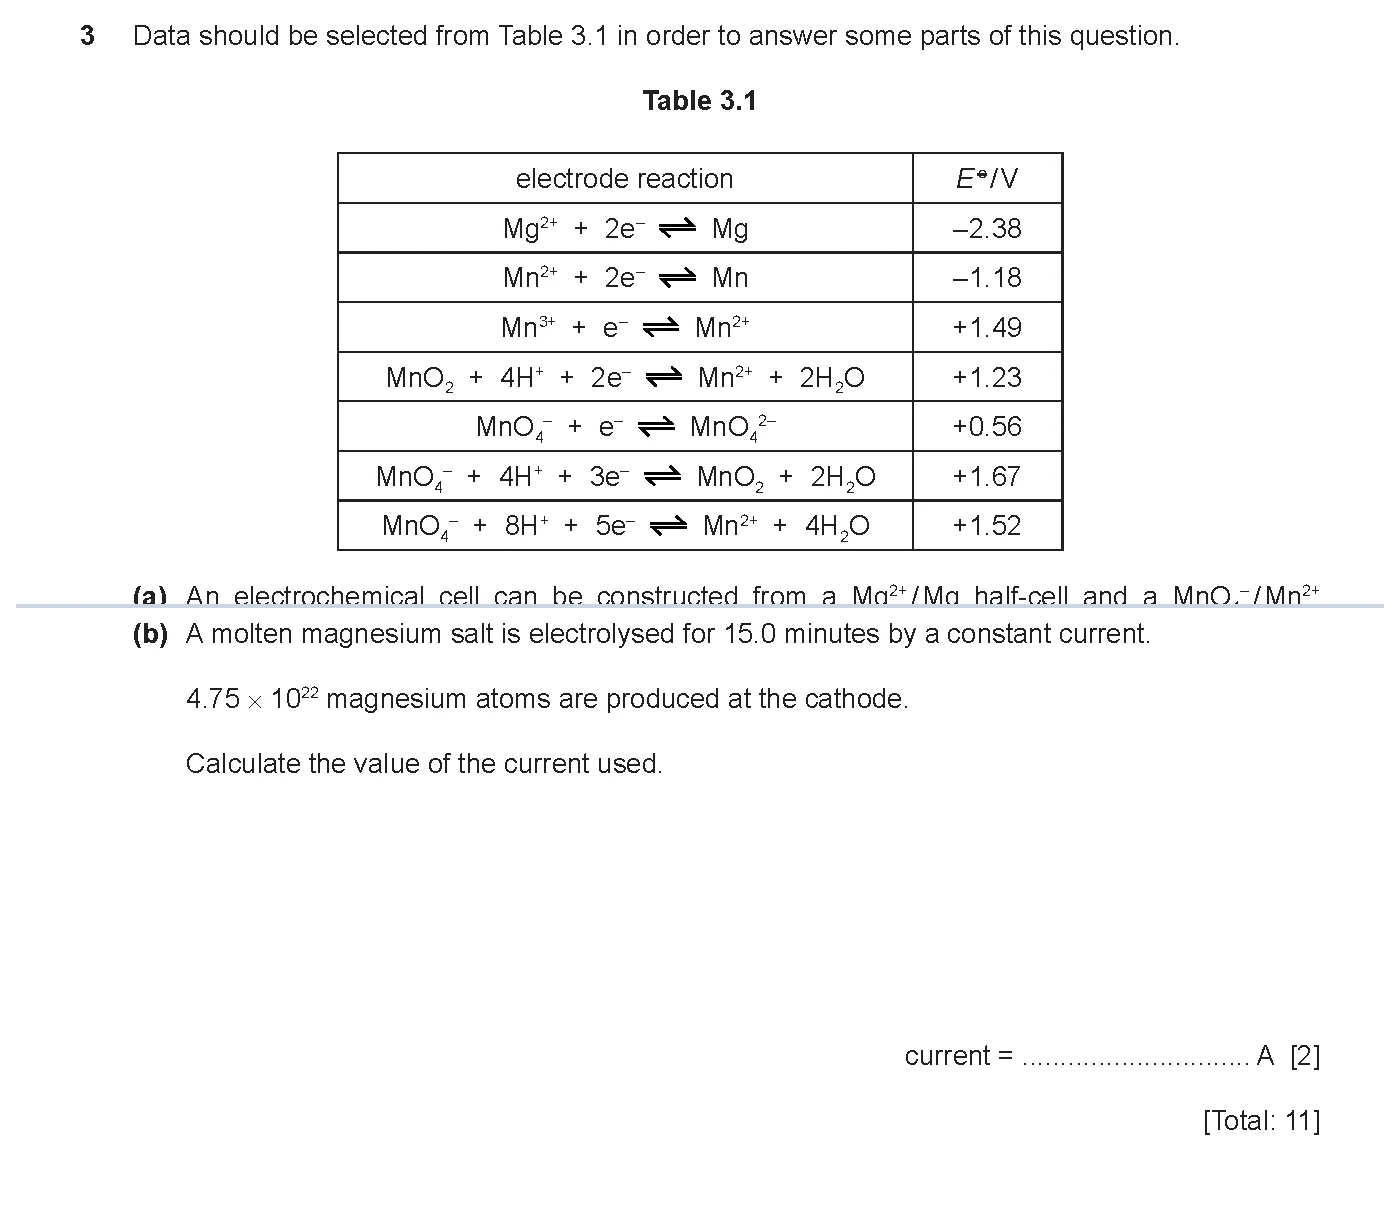 3 Data should be selected from Table 3.1 in order to answer some parts of this question.
Table 3.1
electrode reaction E⦵/V
Mg²⁺ + 2e⁻ ⇌ Mg –2.38
Mn²⁺ + 2e⁻ ⇌ Mn –1.18
Mn³⁺ + e⁻ ⇌ Mn²⁺ +1.49
MnO₂ + 4H⁺ + 2e⁻ ⇌ Mn²⁺ + 2H₂O +1.23
MnO₄⁻ + e⁻ ⇌ MnO₄²⁻ +0.56
MnO₄⁻ + 4H⁺ + 3e⁻ ⇌ MnO₂ + 2H₂O +1.67
MnO₄⁻ + 8H⁺ + 5e⁻ ⇌ Mn²⁺ + 4H₂O +1.52
(a) An electrochemical cell can be constructed from a Mg²⁺/Mg half-cell and a MnO₄⁻/Mn²⁺
(b) A molten magnesium salt is electrolysed for 15.0 minutes by a constant current.
4.75 × 10²² magnesium atoms are produced at the cathode.
Calculate the value of the current used.
current = .............................. A [2]
[Total: 11]